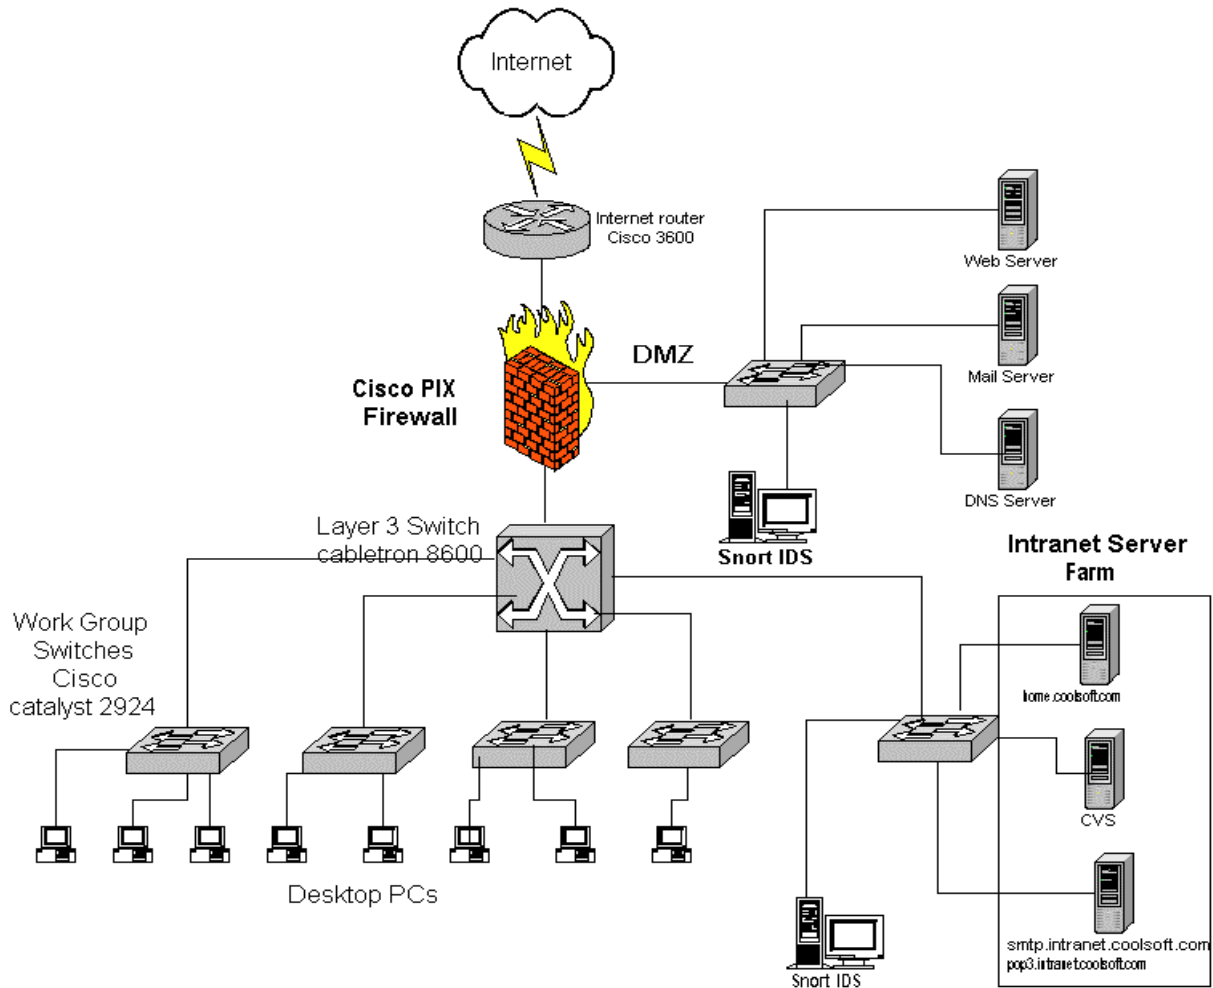 Internet
Internet router
Cisco 3600
Web Server
DMZ
Mail Server
Cisco PIX
Firewall
DNS Server
Layer 3 Switch
cabletron 8600
Snort IDS
Intranet Server
Farm
Work Group
Switches
Cisco
catalyst 2924
home.coolsoft.com
CVS
Desktop PCs
smtp.intranet.coolsoft.com
pop3.intranet.coolsoft.com
Snort IDS